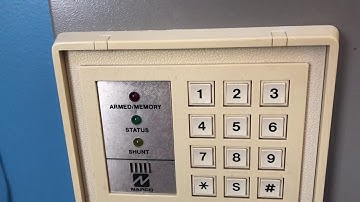 ARMED/MEMORY
STATUS
SHUNT
NAPCO
1 2 3
4 5 6
7 8 9
* S #